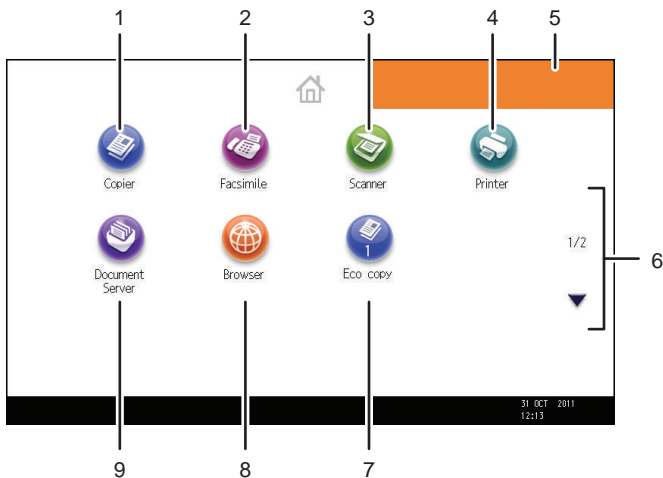 1 2 3 4 5
Copier Facsimile Scanner Printer
1/2
6
1
Document Browser Eco copy
Server
31 OCT 2011
12:13
9 8 7